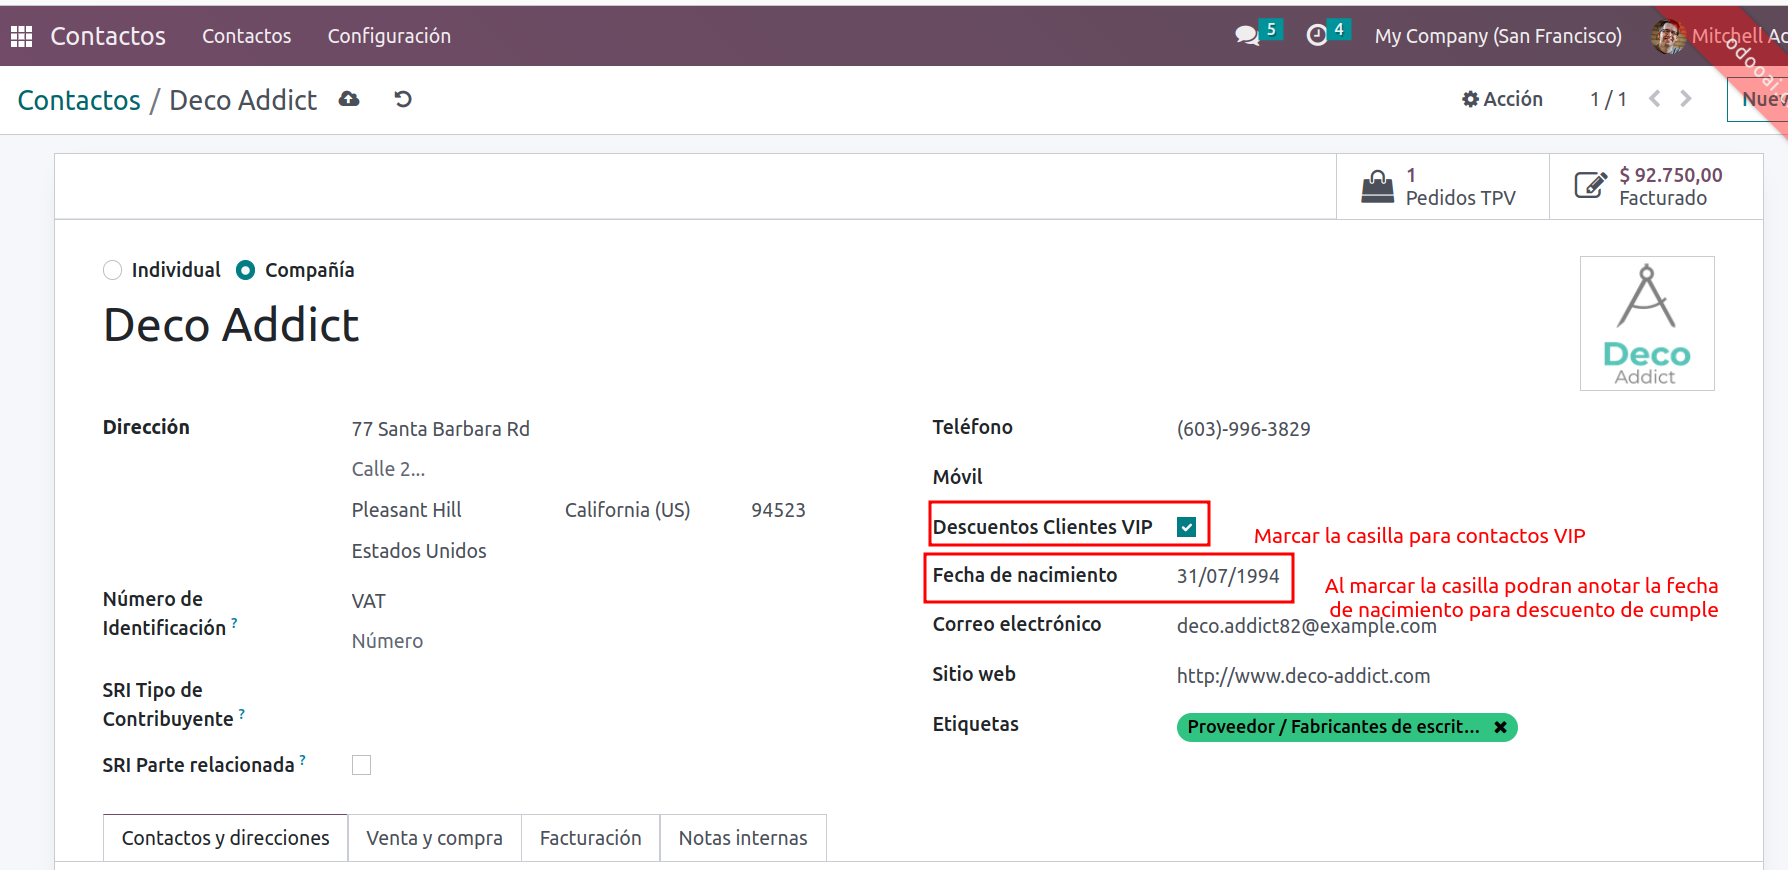 Contactos Contactos Configuración 5 4 My Company (San Francisco) Mitchell Ad
odooai.
Contactos / Deco Addict Acción 1 / 1 Nuev
1
Pedidos TPV
$ 92.750,00
Facturado
Individual Compañía
Deco Addict
Deco
Addict
Dirección 77 Santa Barbara Rd
Calle 2...
Pleasant Hill California (US) 94523
Estados Unidos
Número de
Identificación ? VAT
Número
SRI Tipo de
Contribuyente ?
SRI Parte relacionada ?
Teléfono (603)-996-3829
Móvil
Descuentos Clientes VIP
Marcar la casilla para contactos VIP
Fecha de nacimiento 31/07/1994
Al marcar la casilla podran anotar la fecha
de nacimiento para descuento de cumple
Correo electrónico deco.addict82@example.com
Sitio web http://www.deco-addict.com
Etiquetas Proveedor / Fabricantes de escrit...
Contactos y direcciones Venta y compra Facturación Notas internas